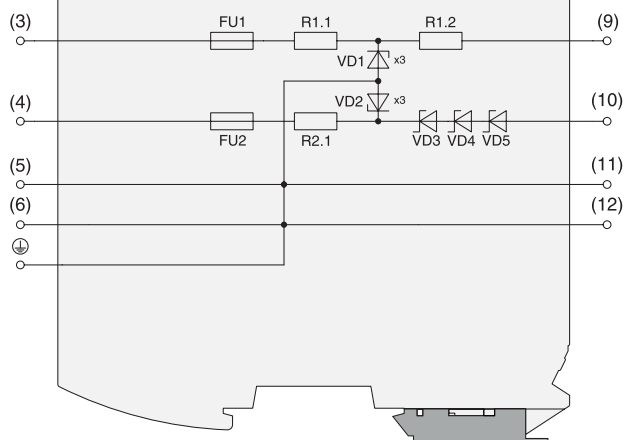 (3) FU1 R1.1 R1.2 (9)
VD1 x3
(4) VD2 x3 (10)
FU2 R2.1 VD3 VD4 VD5
(5) (11)
(6) (12)